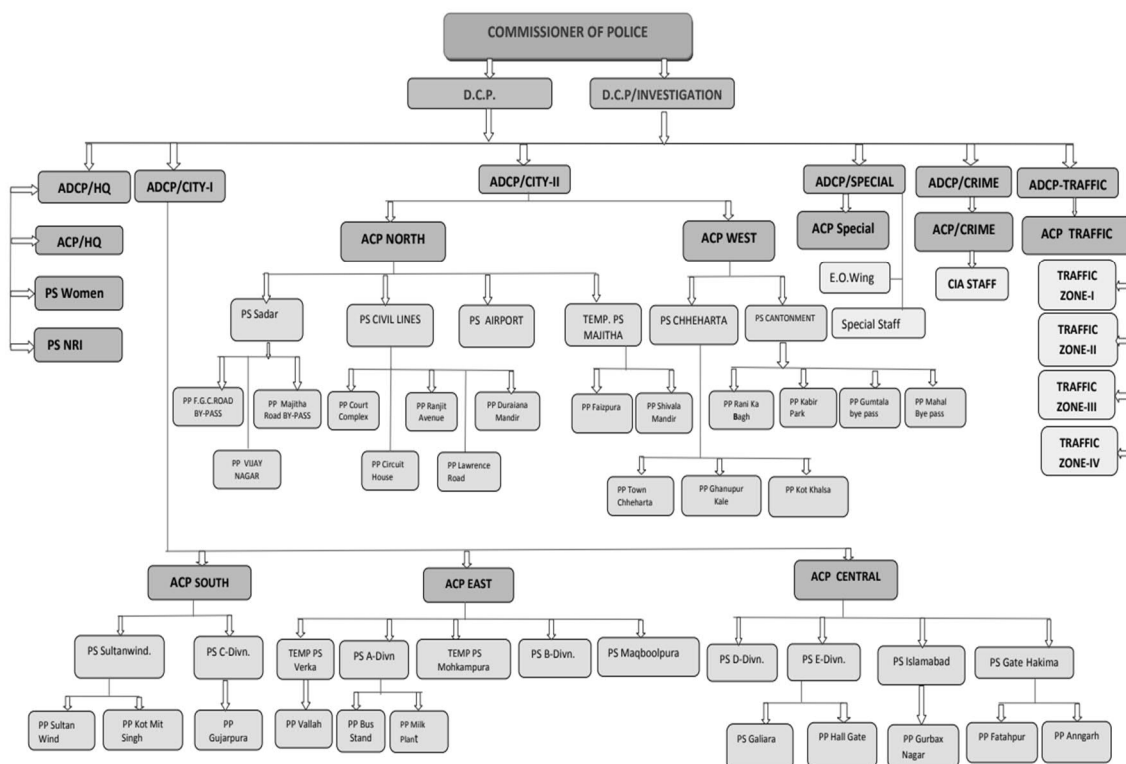 COMMISSIONER OF POLICE
D.C.P.
D.C.P/INVESTIGATION
ADCP/HQ
ADCP/CITY-I
ADCP/CITY-II
ADCP/SPECIAL
ADCP/CRIME
ADCP-TRAFFIC
ACP/HQ
ACP NORTH
ACP WEST
ACP Special
ACP/CRIME
ACP TRAFFIC
PS Women
PS NRI
E.O.Wing
Special Staff
CIA STAFF
TRAFFIC
ZONE-I
TRAFFIC
ZONE-II
TRAFFIC
ZONE-III
TRAFFIC
ZONE-IV
PS Sadar
PS CIVIL LINES
PS AIRPORT
TEMP. PS
MAJITHA
PS CHHEHARTA
PS CANTONMENT
PP F.G.C.ROAD
BY-PASS
PP Majitha
Road BY-PASS
PP Court
Complex
PP Ranjit
Avenue
PP Duraiana
Mandir
PP Faizpura
PP Shivala
Mandir
PP Rani Ka
Bagh
PP Kabir
Park
PP Gumtala
bye pass
PP Mahal
Bye pass
PP VIJAY
NAGAR
PP Circuit
House
PP Lawrence
Road
PP Town
Chheharta
PP Ghanupur
Kale
PP Kot Khalsa
ACP SOUTH
ACP EAST
ACP CENTRAL
PS Sultanwind.
PS C-Divn.
TEMP PS
Verka
PS A-Divn
TEMP PS
Mohkampura
PS B-Divn.
PS Maqboolpura
PS D-Divn.
PS E-Divn.
PS Islamabad
PS Gate Hakima
PP Sultan
Wind
PP Kot Mit
Singh
PP
Gujarpura
PP Vallah
PP Bus
Stand
PP Milk
Plant
PS Galiara
PP Hall Gate
PP Gurbax
Nagar
PP Fatahpur
PP Anngarh